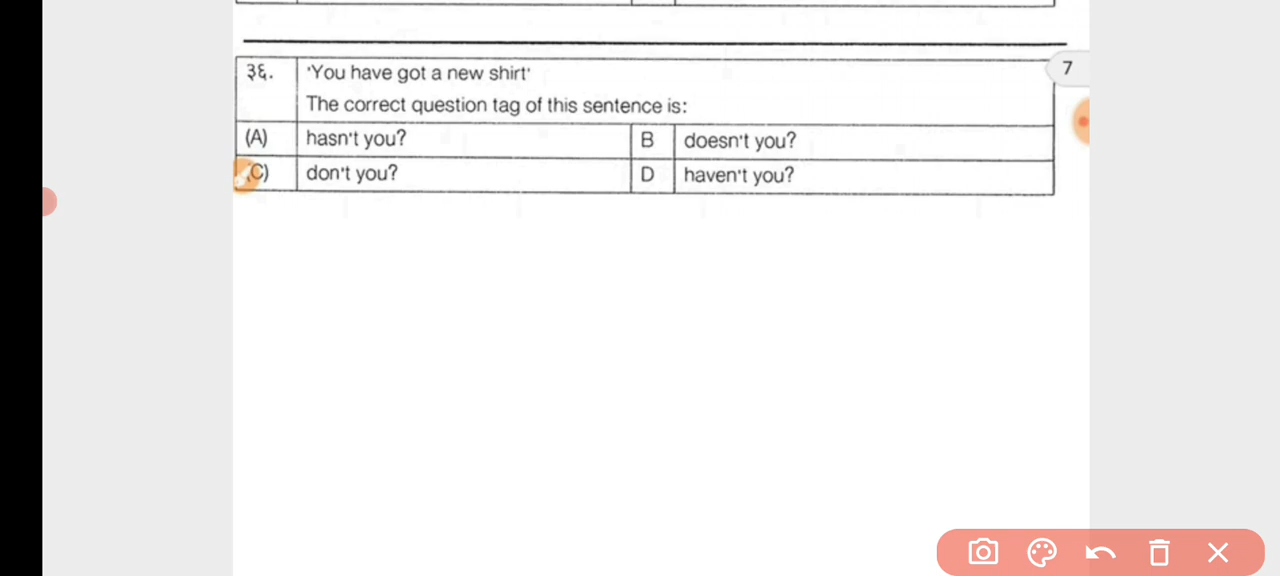 7
३६. 'You have got a new shirt'
The correct question tag of this sentence is:
(A) hasn't you? B doesn't you?
C) don't you? D haven't you?